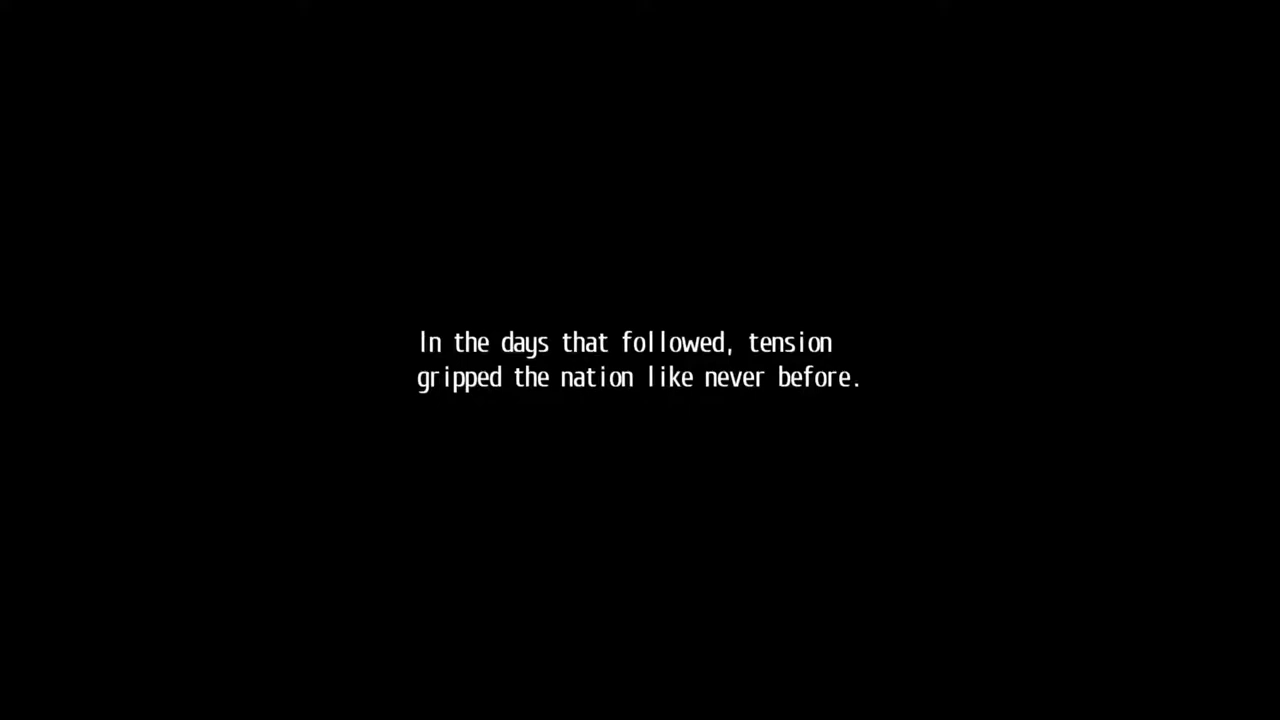 In the days that followed, tension
gripped the nation like never before.